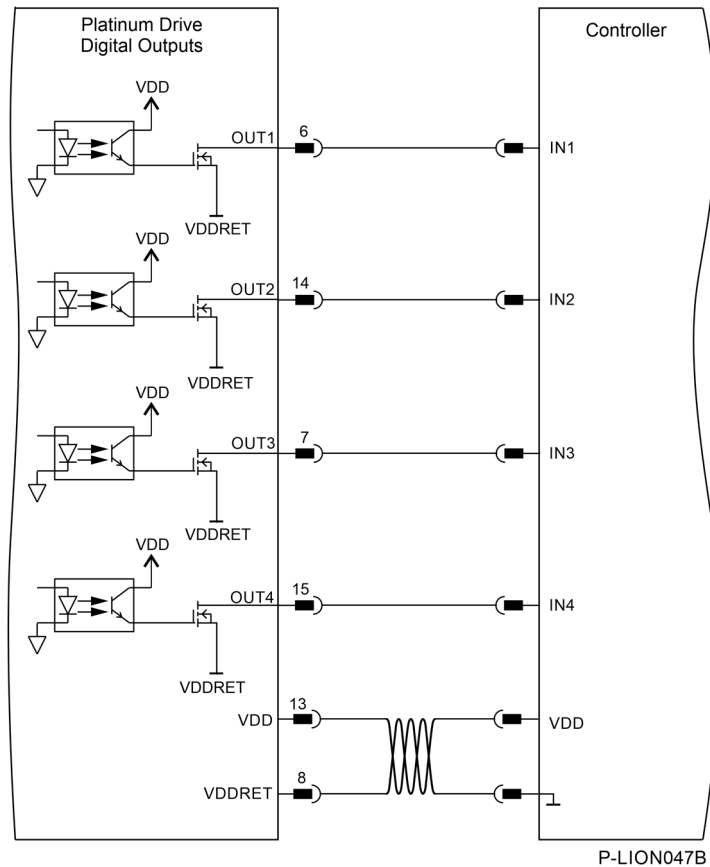 Platinum Drive
Digital Outputs
Controller
VDD
OUT1
6
IN1
VDDRET
VDD
OUT2
14
IN2
VDDRET
VDD
OUT3
7
IN3
VDDRET
VDD
OUT4
15
IN4
VDDRET
VDD
13
VDD
VDDRET
8
P-LION047B